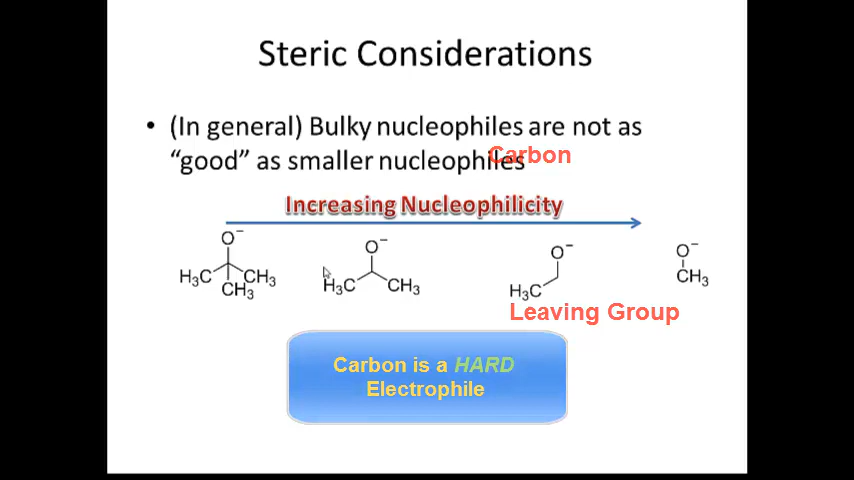 Steric Considerations
• (In general) Bulky nucleophiles are not as
“good” as smaller nucleophiles
Carbon
Increasing Nucleophilicity
O⁻ O⁻ O⁻ O⁻
H₃C CH₃ CH₃ H₃C CH₃ H₃C CH₃
Leaving Group
Carbon is a HARD
Electrophile